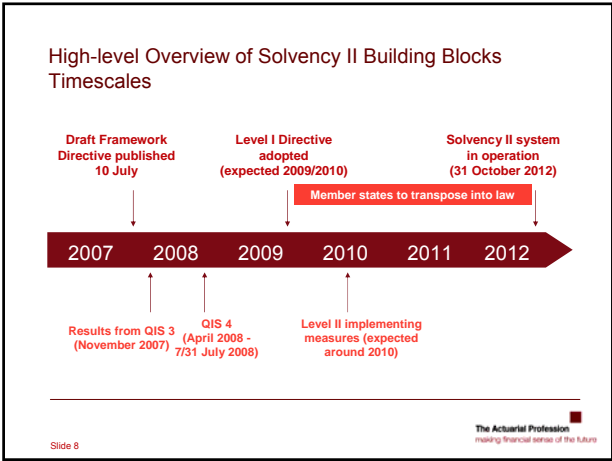 High-level Overview of Solvency II Building Blocks
Timescales
Draft Framework
Directive published
10 July
Level I Directive
adopted
(expected 2009/2010)
Solvency II system
in operation
(31 October 2012)
Member states to transpose into law
2007 2008 2009 2010 2011 2012
Results from QIS 3
(November 2007)
QIS 4
(April 2008 -
7/31 July 2008)
Level II implementing
measures (expected
around 2010)
Slide 8
The Actuarial Profession
making financial sense of the future